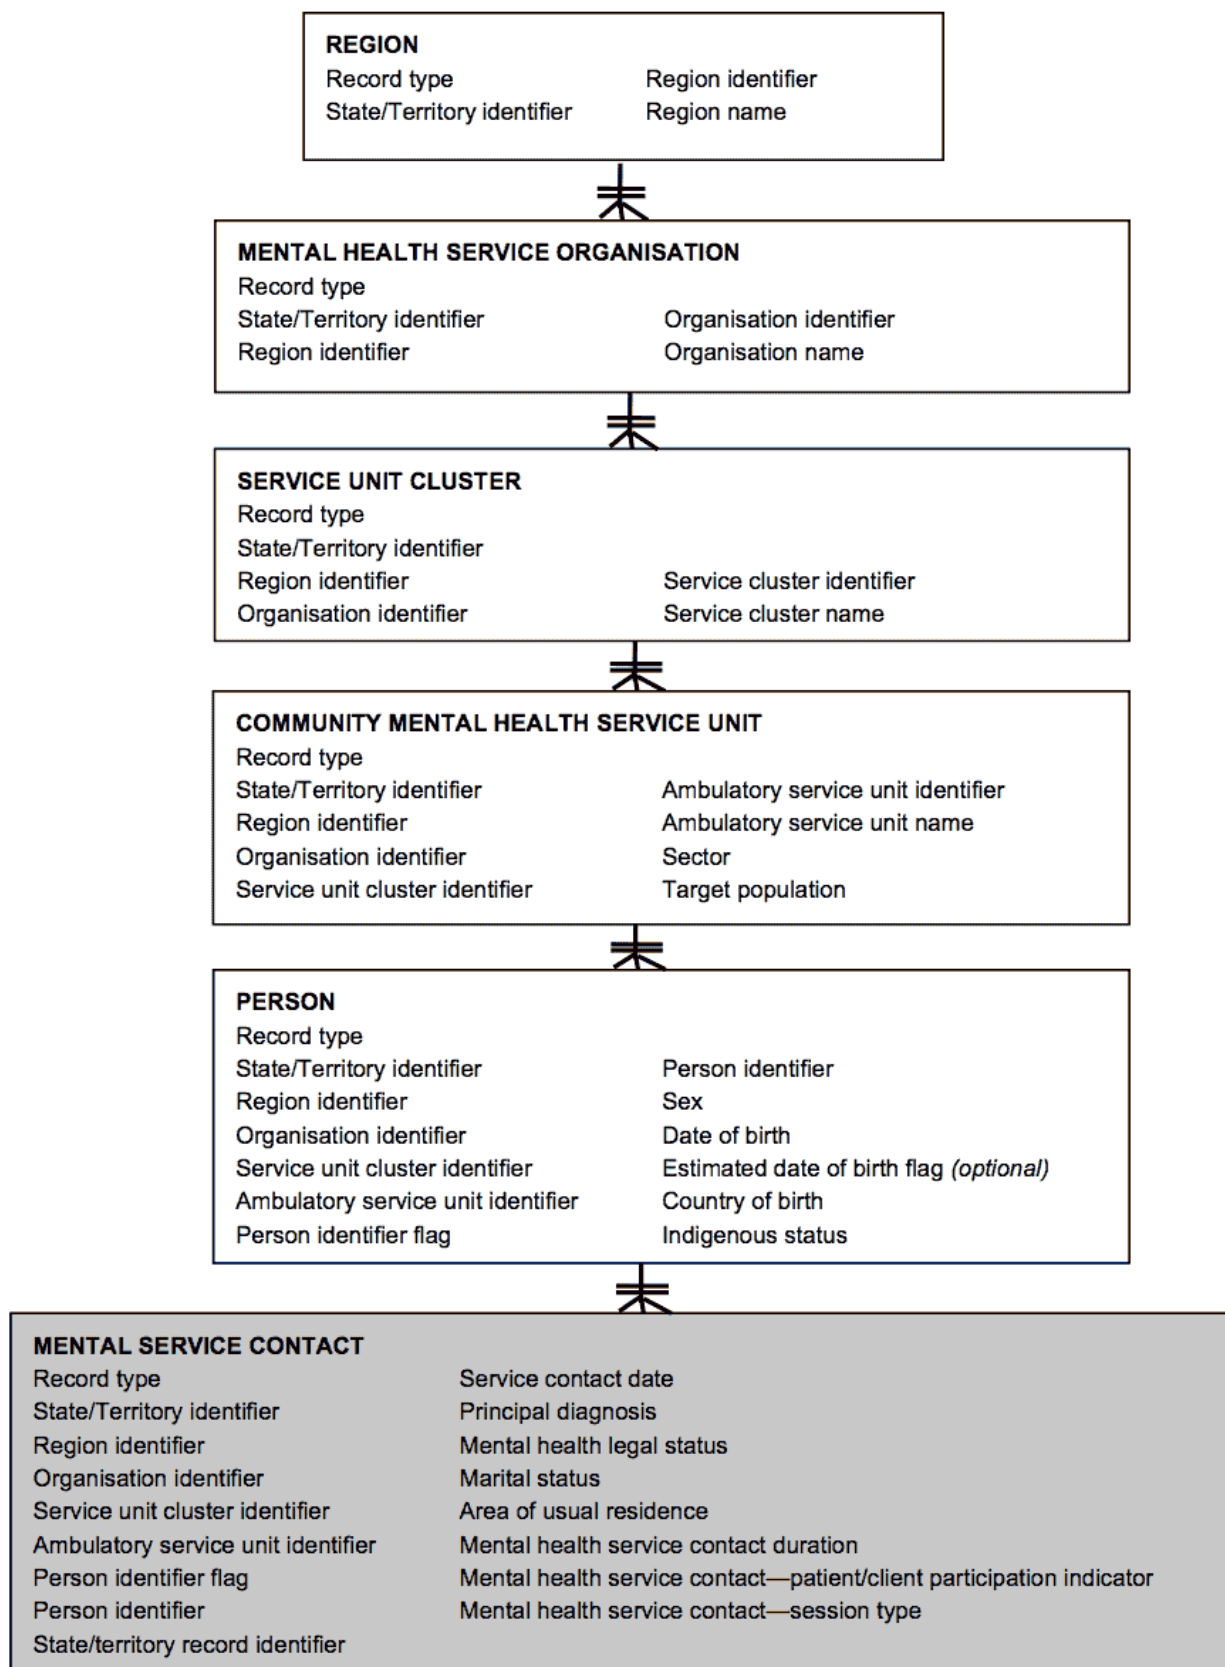 REGION
Record type Region identifier
State/Territory identifier Region name
MENTAL HEALTH SERVICE ORGANISATION
Record type
State/Territory identifier Organisation identifier
Region identifier Organisation name
SERVICE UNIT CLUSTER
Record type
State/Territory identifier
Region identifier Service cluster identifier
Organisation identifier Service cluster name
COMMUNITY MENTAL HEALTH SERVICE UNIT
Record type
State/Territory identifier Ambulatory service unit identifier
Region identifier Ambulatory service unit name
Organisation identifier Sector
Service unit cluster identifier Target population
PERSON
Record type
State/Territory identifier Person identifier
Region identifier Sex
Organisation identifier Date of birth
Service unit cluster identifier Estimated date of birth flag (optional)
Ambulatory service unit identifier Country of birth
Person identifier flag Indigenous status
MENTAL SERVICE CONTACT
Record type Service contact date
State/Territory identifier Principal diagnosis
Region identifier Mental health legal status
Organisation identifier Marital status
Service unit cluster identifier Area of usual residence
Ambulatory service unit identifier Mental health service contact duration
Person identifier flag Mental health service contact—patient/client participation indicator
Person identifier Mental health service contact—session type
State/territory record identifier